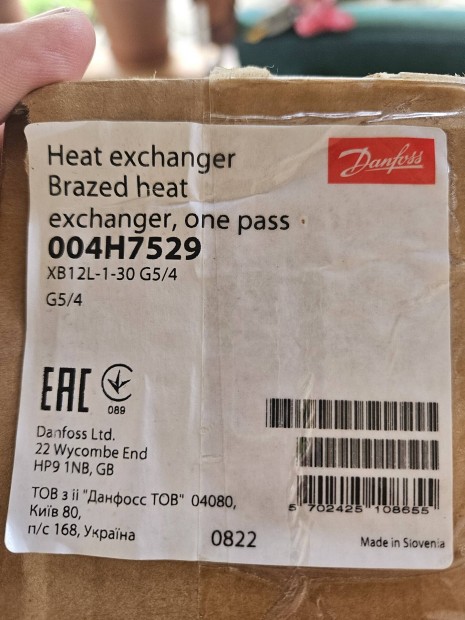 Heat exchanger
Brazed heat
exchanger, one pass
Danfoss
004H7529
XB12L-1-30 G5/4
G5/4
EAC
089
Danfoss Ltd.
22 Wycombe End
HP9 1NB, GB
ТОВ з іі "Данфосс ТОВ" 04080,
Київ 80,
п/с 168, Україна
5 702425 108655
0822
Made in Slovenia